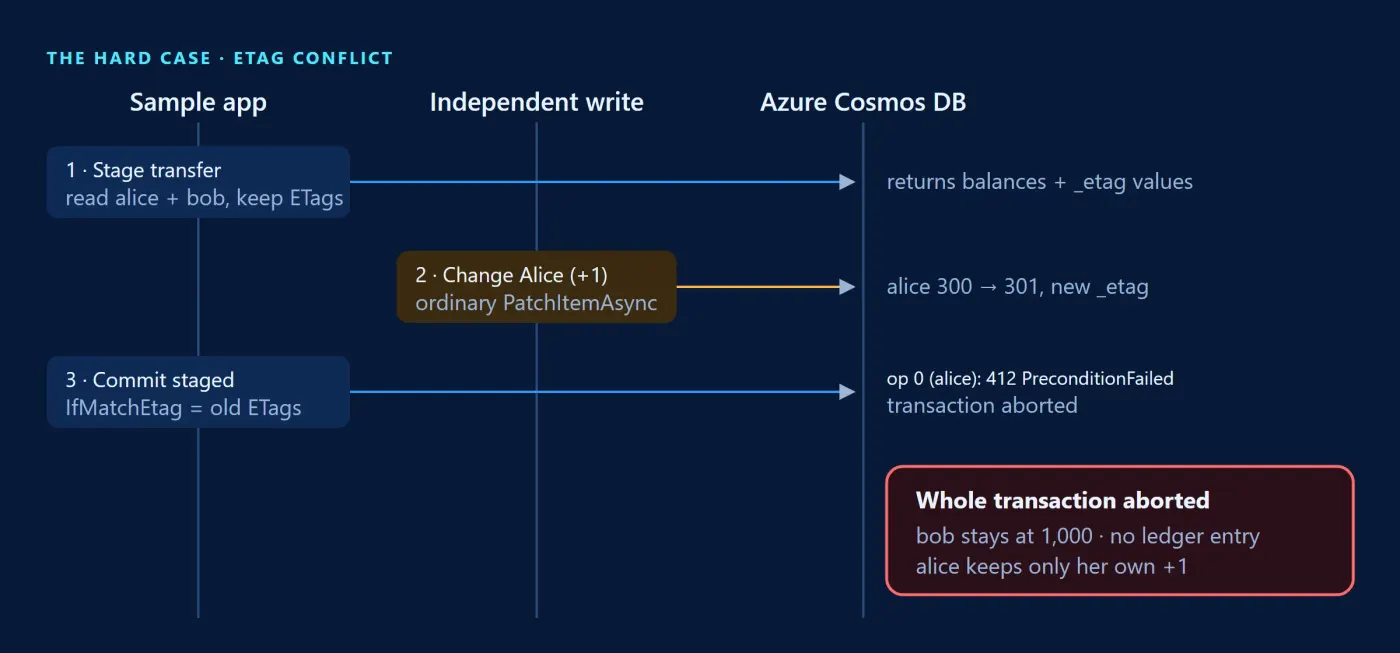 THE HARD CASE · ETAG CONFLICT
Sample app
Independent write
Azure Cosmos DB
1 · Stage transfer
read alice + bob, keep ETags
returns balances + _etag values
2 · Change Alice (+1)
ordinary PatchItemAsync
alice 300 → 301, new _etag
3 · Commit staged
IfMatchEtag = old ETags
op 0 (alice): 412 PreconditionFailed
transaction aborted
Whole transaction aborted
bob stays at 1,000 · no ledger entry
alice keeps only her own +1